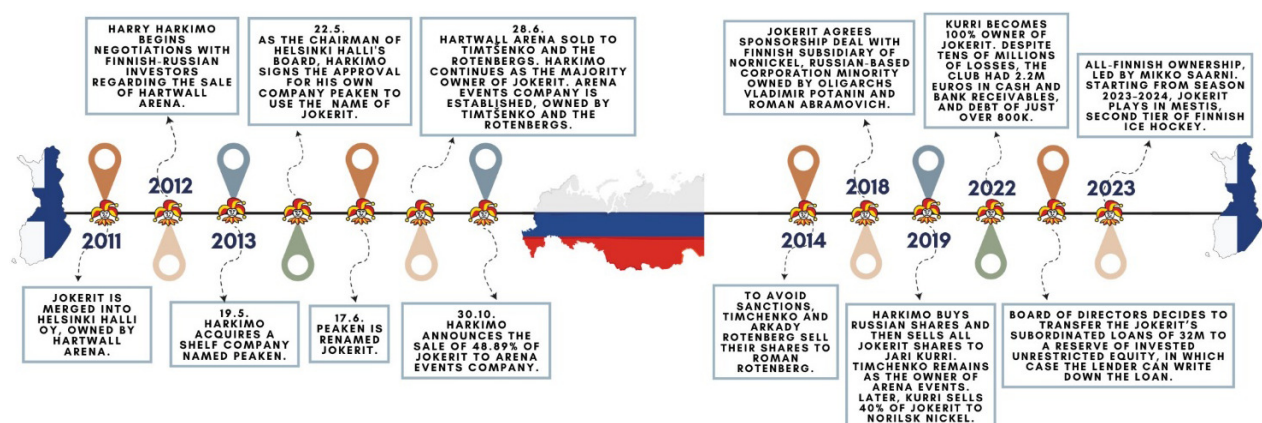 HARRY HARKIMO
BEGINS
NEGOTIATIONS WITH
FINNISH-RUSSIAN
INVESTORS
REGARDING THE SALE
OF HARTWALL
ARENA.
22.5.
AS THE CHAIRMAN OF
HELSINKI HALLI'S
BOARD, HARKIMO
SIGNS THE APPROVAL
FOR HIS OWN
COMPANY PEAKEN TO
USE THE NAME OF
JOKERIT.
28.6.
HARTWALL ARENA SOLD TO
TIMTŠENKO AND THE
ROTENBERGS. HARKIMO
CONTINUES AS THE MAJORITY
OWNER OF JOKERIT. ARENA
EVENTS COMPANY IS
ESTABLISHED, OWNED BY
TIMTŠENKO AND THE
ROTENBERGS.
JOKERIT AGREES
SPONSORSHIP DEAL WITH
FINNISH SUBSIDIARY OF
NORNICKEL, RUSSIAN-BASED
CORPORATION MINORITY
OWNED BY OLIGARCHS
VLADIMIR POTANIN AND
ROMAN ABRAMOVICH.
KURRI BECOMES
100% OWNER OF
JOKERIT. DESPITE
TENS OF MILLIONS
OF LOSSES, THE
CLUB HAD 2.2M
EUROS IN CASH AND
BANK RECEIVABLES,
AND DEBT OF JUST
OVER 800K.
ALL-FINNISH OWNERSHIP,
LED BY MIKKO SAARNI.
STARTING FROM SEASON
2023-2024, JOKERIT
PLAYS IN MESTIS,
SECOND TIER OF FINNISH
ICE HOCKEY.
2011
2012
2013
2014
2018
2019
2022
2023
JOKERIT IS
MERGED INTO
HELSINKI HALLI
OY, OWNED BY
HARTWALL
ARENA.
19.5.
HARKIMO
ACQUIRES A
SHELF COMPANY
NAMED PEAKEN.
17.6.
PEAKEN IS
RENAMED
JOKERIT.
30.10.
HARKIMO
ANNOUNCES THE
SALE OF 48.89% OF
JOKERIT TO ARENA
EVENTS COMPANY.
TO AVOID
SANCTIONS,
TIMCHENKO AND
ARKADY
ROTENBERG SELL
THEIR SHARES TO
ROMAN
ROTENBERG.
HARKIMO BUYS
RUSSIAN SHARES AND
THEN SELLS ALL
JOKERIT SHARES TO
JARI KURRI.
TIMCHENKO REMAINS
AS THE OWNER OF
ARENA EVENTS.
LATER, KURRI SELLS
40% OF JOKERIT TO
NORILSK NICKEL.
BOARD OF DIRECTORS DECIDES TO
TRANSFER THE JOKERIT'S
SUBORDINATED LOANS OF 32M TO
A RESERVE OF INVESTED
UNRESTRICTED EQUITY, IN WHICH
CASE THE LENDER CAN WRITE
DOWN THE LOAN.